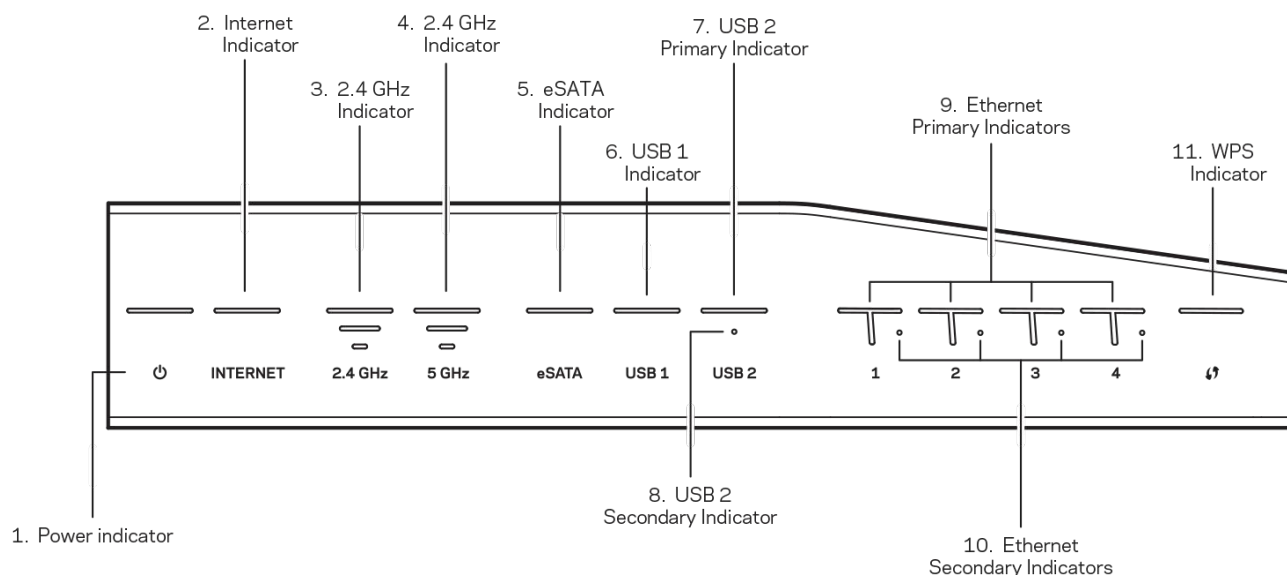 2. Internet
Indicator
4. 2.4 GHz
Indicator
7. USB 2
Primary Indicator
3. 2.4 GHz
Indicator
5. eSATA
Indicator
9. Ethernet
Primary Indicators
6. USB 1
Indicator
11. WPS
Indicator
INTERNET
2.4 GHz
5 GHz
eSATA
USB 1
USB 2
1
2
3
4
8. USB 2
Secondary Indicator
1. Power indicator
10. Ethernet
Secondary Indicators